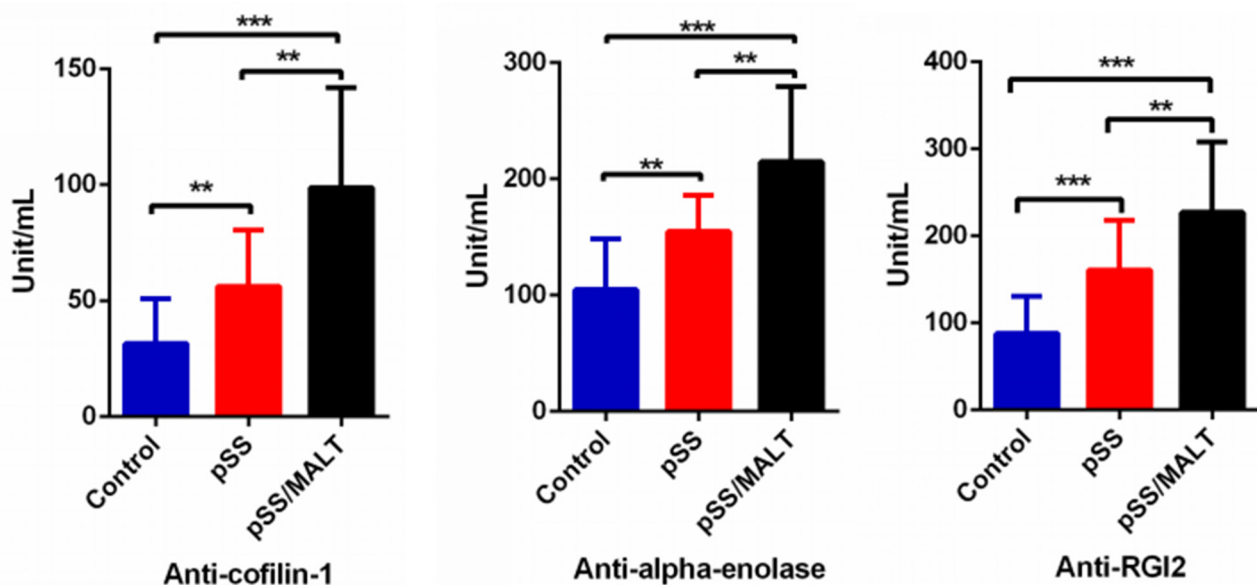 ***
**
**
150
100
50
0
Unit/mL
Control
pSS
pSS/MALT
Anti-cofilin-1
***
**
**
300
200
100
0
Unit/mL
Control
pSS
pSS/MALT
Anti-alpha-enolase
***
**
***
400
300
200
100
0
Unit/mL
Control
pSS
pSS/MALT
Anti-RGI2